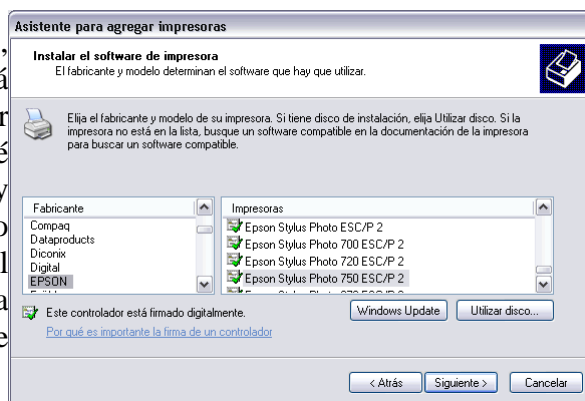 Asistente para agregar impresoras
Instalar el software de impresora
El fabricante y modelo determinan el software que hay que utilizar.
Elija el fabricante y modelo de su impresora. Si tiene disco de instalación, elija Utilizar disco. Si la
impresora no está en la lista, busque un software compatible en la documentación de la impresora
para buscar un software compatible.
Fabricante
Compaq
Dataproducts
Diconix
Digital
EPSON
Impresoras
Epson Stylus Photo ESC/P 2
Epson Stylus Photo 700 ESC/P 2
Epson Stylus Photo 720 ESC/P 2
Epson Stylus Photo 750 ESC/P 2
Este controlador está firmado digitalmente.
Por qué es importante la firma de un controlador
Windows Update
Utilizar disco...
< Atrás
Siguiente >
Cancelar